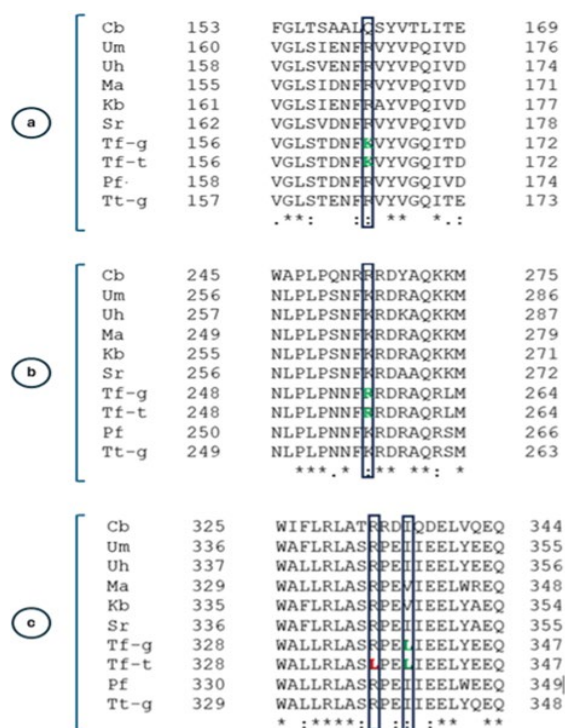 Cb 153 FGLTSAALQSYVTLITE 169
Um 160 VGLSIENFRVYVPQIVD 176
Uh 158 VGLSVENFRVYVPQIVD 174
Ma 155 VGLSIDNFRVYVPQIVD 171
Kb 161 VGLSIENFRAYVPQIVD 177
Sr 162 VGLSVDNFRVYVPQIVD 178
Tf-g 156 VGLSTDNFKVYVGQITD 172
Tf-t 156 VGLSTDNFKVYVGQITD 172
Pf- 158 VGLSTDNFRVYVGQIVD 174
Tt-g 157 VGLSTENFRVYVGQITE 173
.**: :: ** *.:
a
Cb 245 WAPLPQNRRRDYAQKKM 275
Um 256 NLPLPSNFKRDRAQKKM 286
Uh 257 NLPLPSNFKRDKAQKKM 287
Ma 249 NLPLPSNFKRDRAQKKM 279
Kb 255 NLPLPSNFKRDRAQKKM 271
Sr 256 NLPLPSNFKRDAAQKKM 272
Tf-g 248 NLPLPNNFRRDRAQRLM 264
Tf-t 248 NLPLPNNFRRDRAQRLM 264
Pf 250 NLPLPNNFKRDRAQRSM 266
Tt-g 249 NLPLPNNFKRDRAQRSM 263
***.* :** **: *
b
Cb 325 WIFLRLATRRDIQDELVQEQ 344
Um 336 WAFLRLASRPEIIEELYEEQ 355
Uh 337 WAFLRLASRPEIIEELYEEQ 356
Ma 329 WALLRLASRPEVIEELWREQ 348
Kb 335 WAFLRLASRPEVIEELYAEQ 354
Sr 336 WAFLRLASRPEIIEELYAEQ 355
Tf-g 328 WALLRLASRPELIEELYEEQ 347
Tf-t 328 WALLRLASLPELIEELYEEQ 347
Pf 330 WALLRLASRPEIIEELWEEQ 349
Tt-g 329 WALLRLASRPEIIEELYEEQ 348
* :****: : :** **
c